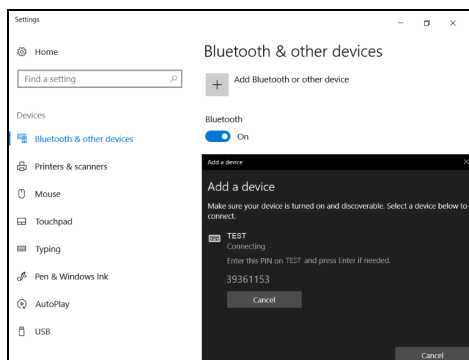 Settings
Home
Find a setting
Devices
Bluetooth & other devices
Printers & scanners
Mouse
Touchpad
Typing
Pen & Windows Ink
AutoPlay
USB
Bluetooth & other devices
Add Bluetooth or other device
Bluetooth
On
Add a device
Add a device
Make sure your device is turned on and discoverable. Select a device below to
connect.
TEST
Connecting
Enter this PIN on TEST and press Enter if needed.
39361153
Cancel
Cancel